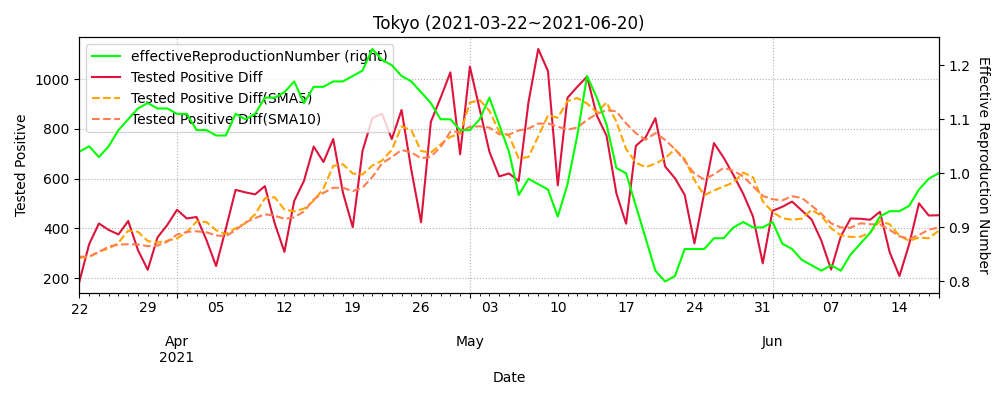 Tokyo (2021-03-22~2021-06-20)
effectiveReproductionNumber (right)
Tested Positive Diff
Tested Positive Diff(SMA5)
Tested Positive Diff(SMA10)
Tested Positive
1000
800
600
400
200
1.2
1.1
1.0
0.9
0.8
Effective Reproduction Number
22 29 05 12 19 26 03 10 17 24 31 07 14
Apr May Jun
2021
Date